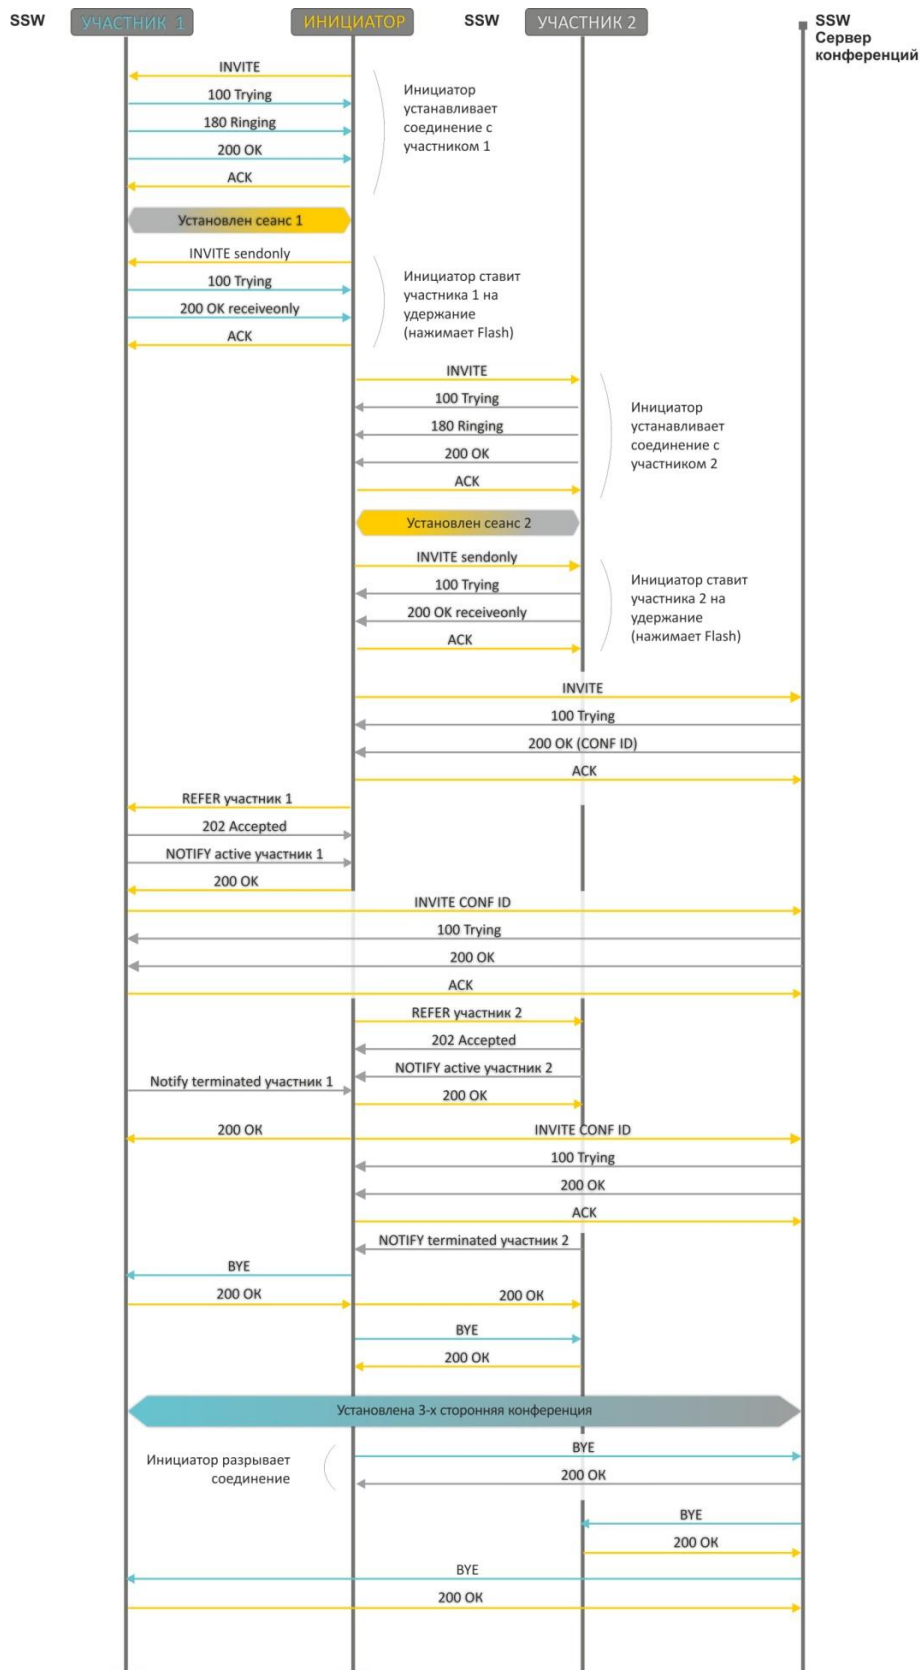 SSW
УЧАСТНИК 1
ИНИЦИАТОР
SSW
УЧАСТНИК 2
SSW
Сервер
конференций
INVITE
100 Trying
180 Ringing
200 OK
ACK
Инициатор
устанавливает
соединение с
участником 1
Установлен сеанс 1
INVITE sendonly
100 Trying
200 OK receiveonly
ACK
Инициатор ставит
участника 1 на
удержание
(нажимает Flash)
INVITE
100 Trying
180 Ringing
200 OK
ACK
Инициатор
устанавливает
соединение с
участником 2
Установлен сеанс 2
INVITE sendonly
100 Trying
200 OK receiveonly
ACK
Инициатор ставит
участника 2 на
удержание
(нажимает Flash)
INVITE
100 Trying
200 OK (CONF ID)
ACK
REFER участник 1
202 Accepted
NOTIFY active участник 1
200 OK
INVITE CONF ID
100 Trying
200 OK
ACK
REFER участник 2
202 Accepted
NOTIFY active участник 2
Notify terminated участник 1
200 OK
200 OK
INVITE CONF ID
100 Trying
200 OK
ACK
NOTIFY terminated участник 2
BYE
200 OK
200 OK
BYE
200 OK
Установлена 3-х сторонняя конференция
Инициатор разрывает
соединение
BYE
200 OK
BYE
200 OK
BYE
200 OK